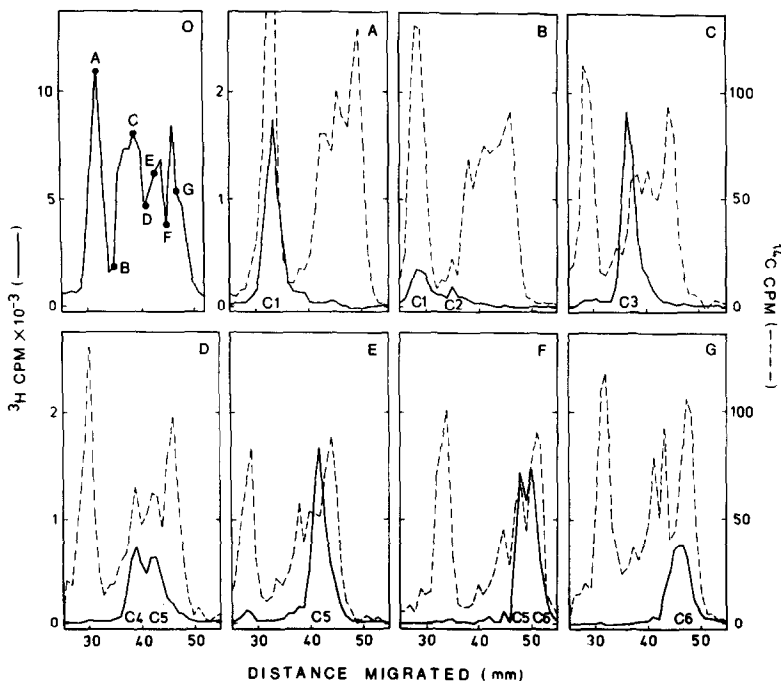 O A B C
A
C
E
G
D
B
F
10
5
0
2
1
0
C1
C1 C2
C3
100
50
0
³H CPM × 10⁻³ (——)
¹⁴C CPM (-----)
D E F G
2
1
0
C4 C5
C5
C5 C6
C6
100
50
0
30 40 50 30 40 50 30 40 50 30 40 50
DISTANCE MIGRATED (mm)